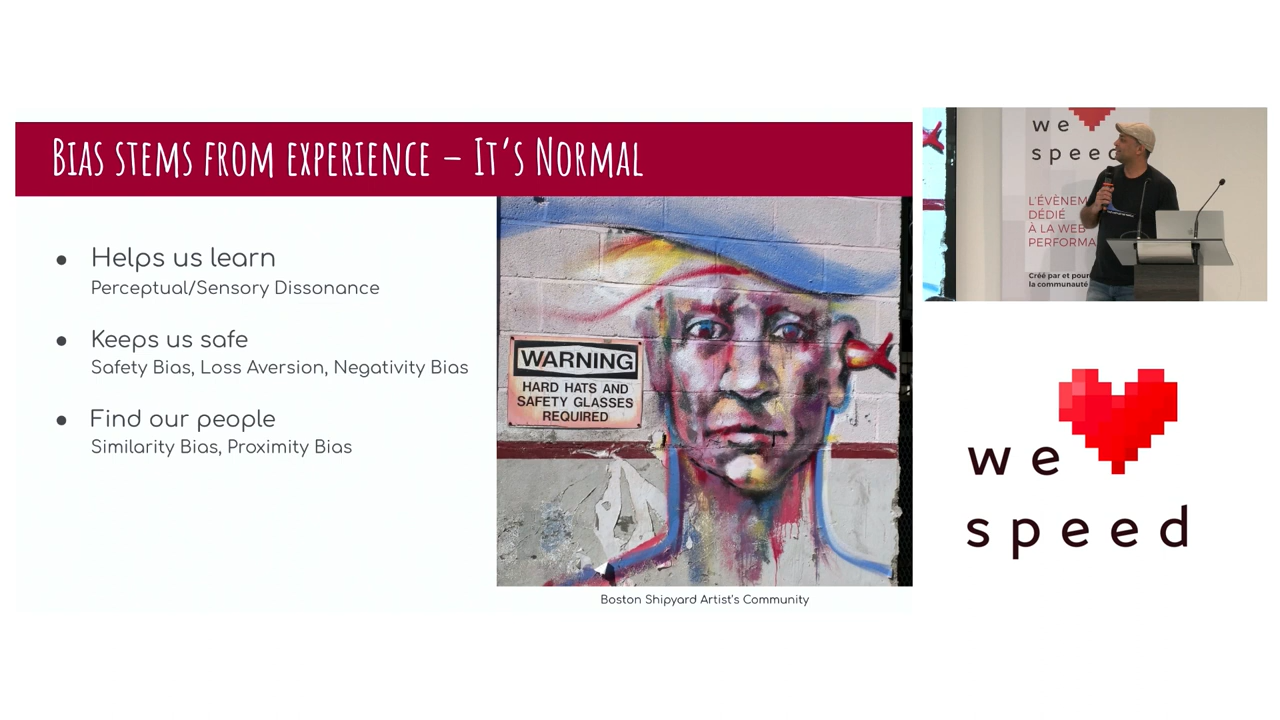 Bias stems from experience – It's Normal
Helps us learn
Perceptual/Sensory Dissonance
Keeps us safe
Safety Bias, Loss Aversion, Negativity Bias
Find our people
Similarity Bias, Proximity Bias
WARNING
HARD HATS AND
SAFETY GLASSES
REQUIRED
Boston Shipyard Artist's Community
we
speed
L'ÉVÈNEM
DÉDIÉ
À LA WEB
PERFORMA
Créé par et pour
la communauté
we
speed